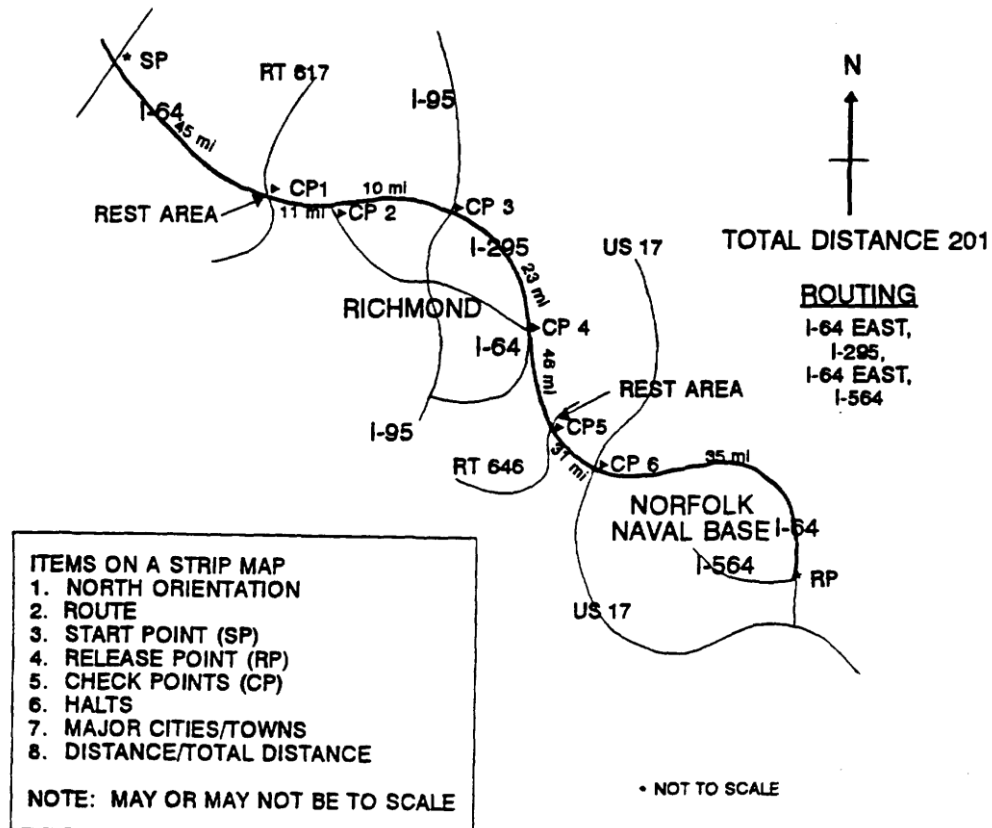 * SP
RT 617
I-95
N
I-64
45 mi
CP1
10 mi
REST AREA
11 mi
CP 2
CP 3
US 17
TOTAL DISTANCE 201
I-295
23 mi
ROUTING
I-64 EAST,
I-295,
I-64 EAST,
I-564
RICHMOND
CP 4
I-64
46 mi
REST AREA
I-95
CP5
RT 646
31 mi
CP 6
35 mi
NORFOLK
NAVAL BASE
I-64
I-564
* RP
US 17
ITEMS ON A STRIP MAP
1. NORTH ORIENTATION
2. ROUTE
3. START POINT (SP)
4. RELEASE POINT (RP)
5. CHECK POINTS (CP)
6. HALTS
7. MAJOR CITIES/TOWNS
8. DISTANCE/TOTAL DISTANCE
NOTE: MAY OR MAY NOT BE TO SCALE
* NOT TO SCALE